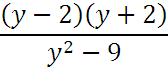 (y − 2)(y + 2)
y² − 9